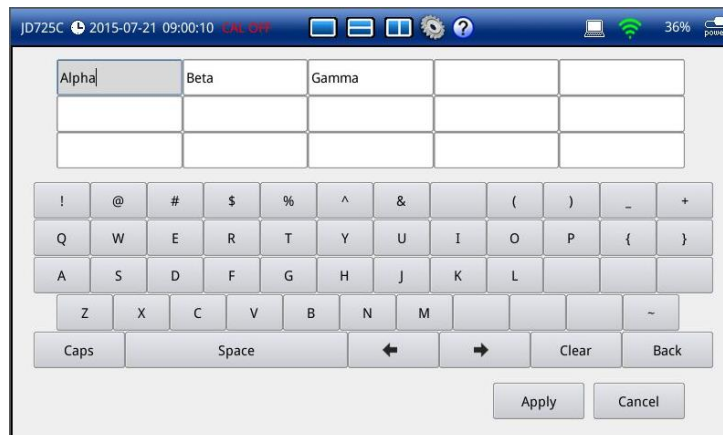 JD725C 2015-07-21 09:00:10 CAL OFF ? 36% power
Alpha Beta Gamma
! @ # $ % ^ & ( ) _ +
Q W E R T Y U I O P { }
A S D F G H J K L
Z X C V B N M ~
Caps Space ← → Clear Back
Apply Cancel